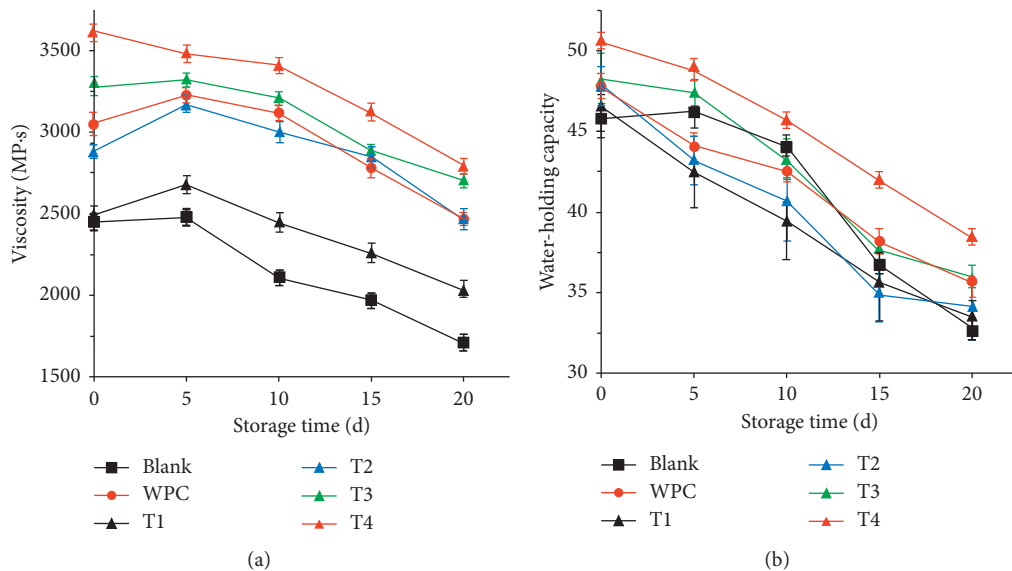 3500
3000
2500
2000
1500
Viscosity (MP·s)
0 5 10 15 20
Storage time (d)
Blank
WPC
T1
T2
T3
T4
(a)
50
45
40
35
30
Water-holding capacity
0 5 10 15 20
Storage time (d)
Blank
WPC
T1
T2
T3
T4
(b)